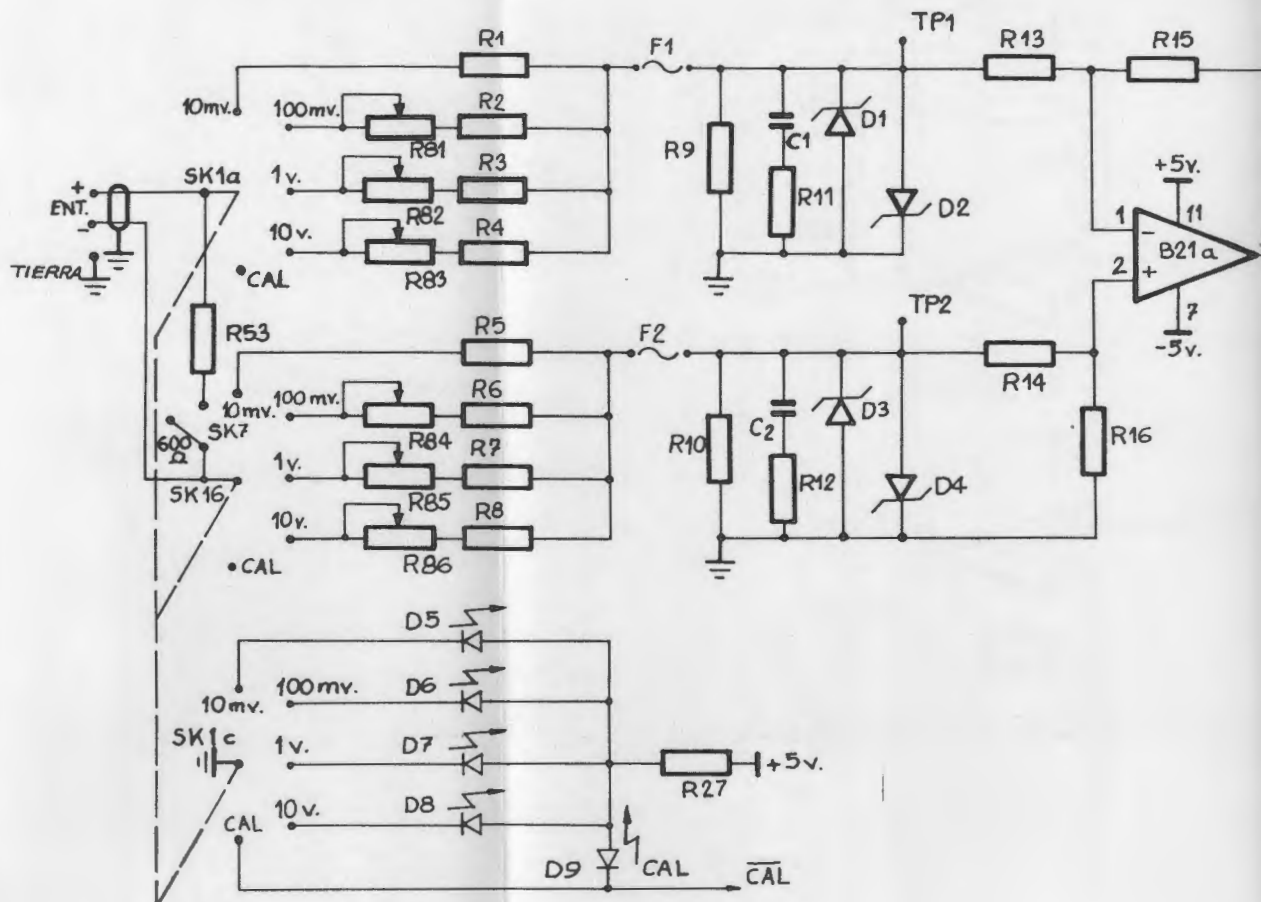 TP1
R1
F1
R13
R15
10mv.
100mv.
R2
R81
R9
C1
D1
R11
D2
+5v.
SK1a
1v.
R3
R82
1
11
−
B21a
+
ENT.
−
2
+
10v.
R4
R83
7
−5v.
TIERRA
CAL
R53
TP2
R5
F2
R14
10mv.
100mv.
R6
R84
SK7
600
Ω
R10
C2
D3
R12
D4
R16
1v.
R7
R85
SK16
10v.
R8
R86
CAL
D5
10mv.
100mv.
D6
SK1c
1v.
D7
R27
+5v.
CAL
10v.
D8
D9
CAL
C̅A̅L̅